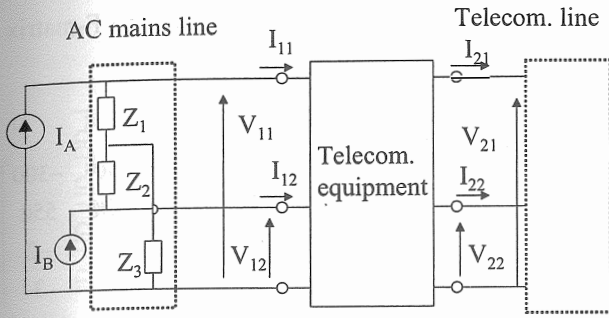 AC mains line
Telecom. line
I11
I21
IA
Z1
V11
V21
Telecom.
equipment
Z2
I12
I22
IB
Z3
V12
V22